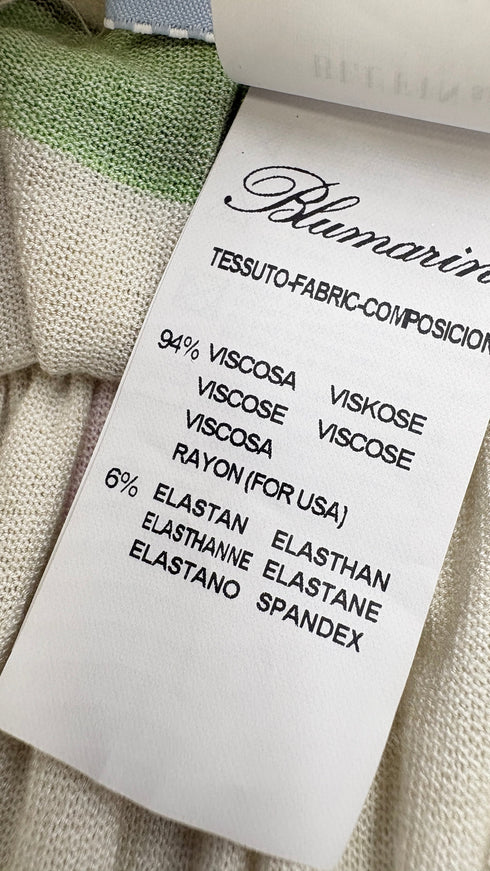 Blumarin
TESSUTO-FABRIC-COMPOSICION
94% VISCOSA VISKOSE
VISCOSE VISCOSE
VISCOSA
RAYON (FOR USA)
6% ELASTAN ELASTHAN
ELASTHANNE ELASTANE
ELASTANO SPANDEX